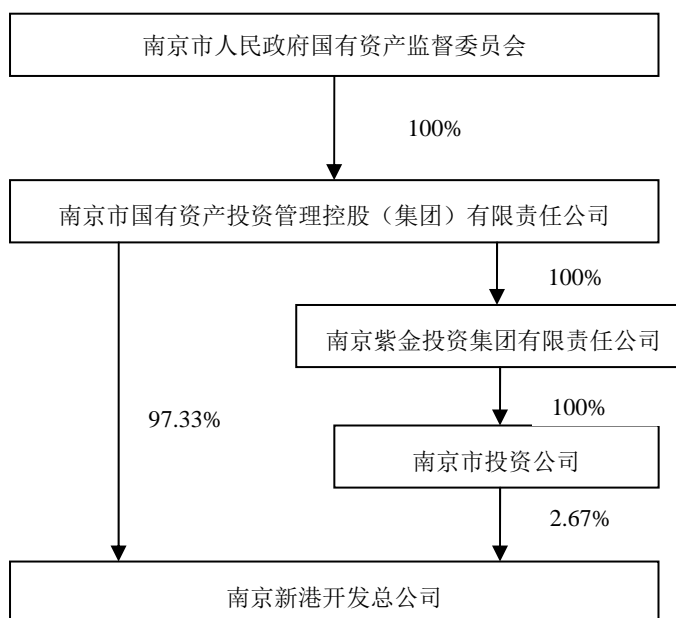 南京市人民政府国有资产监督委员会
100%
南京市国有资产投资管理控股（集团）有限责任公司
100%
南京紫金投资集团有限责任公司
100%
97.33%
南京市投资公司
2.67%
南京新港开发总公司